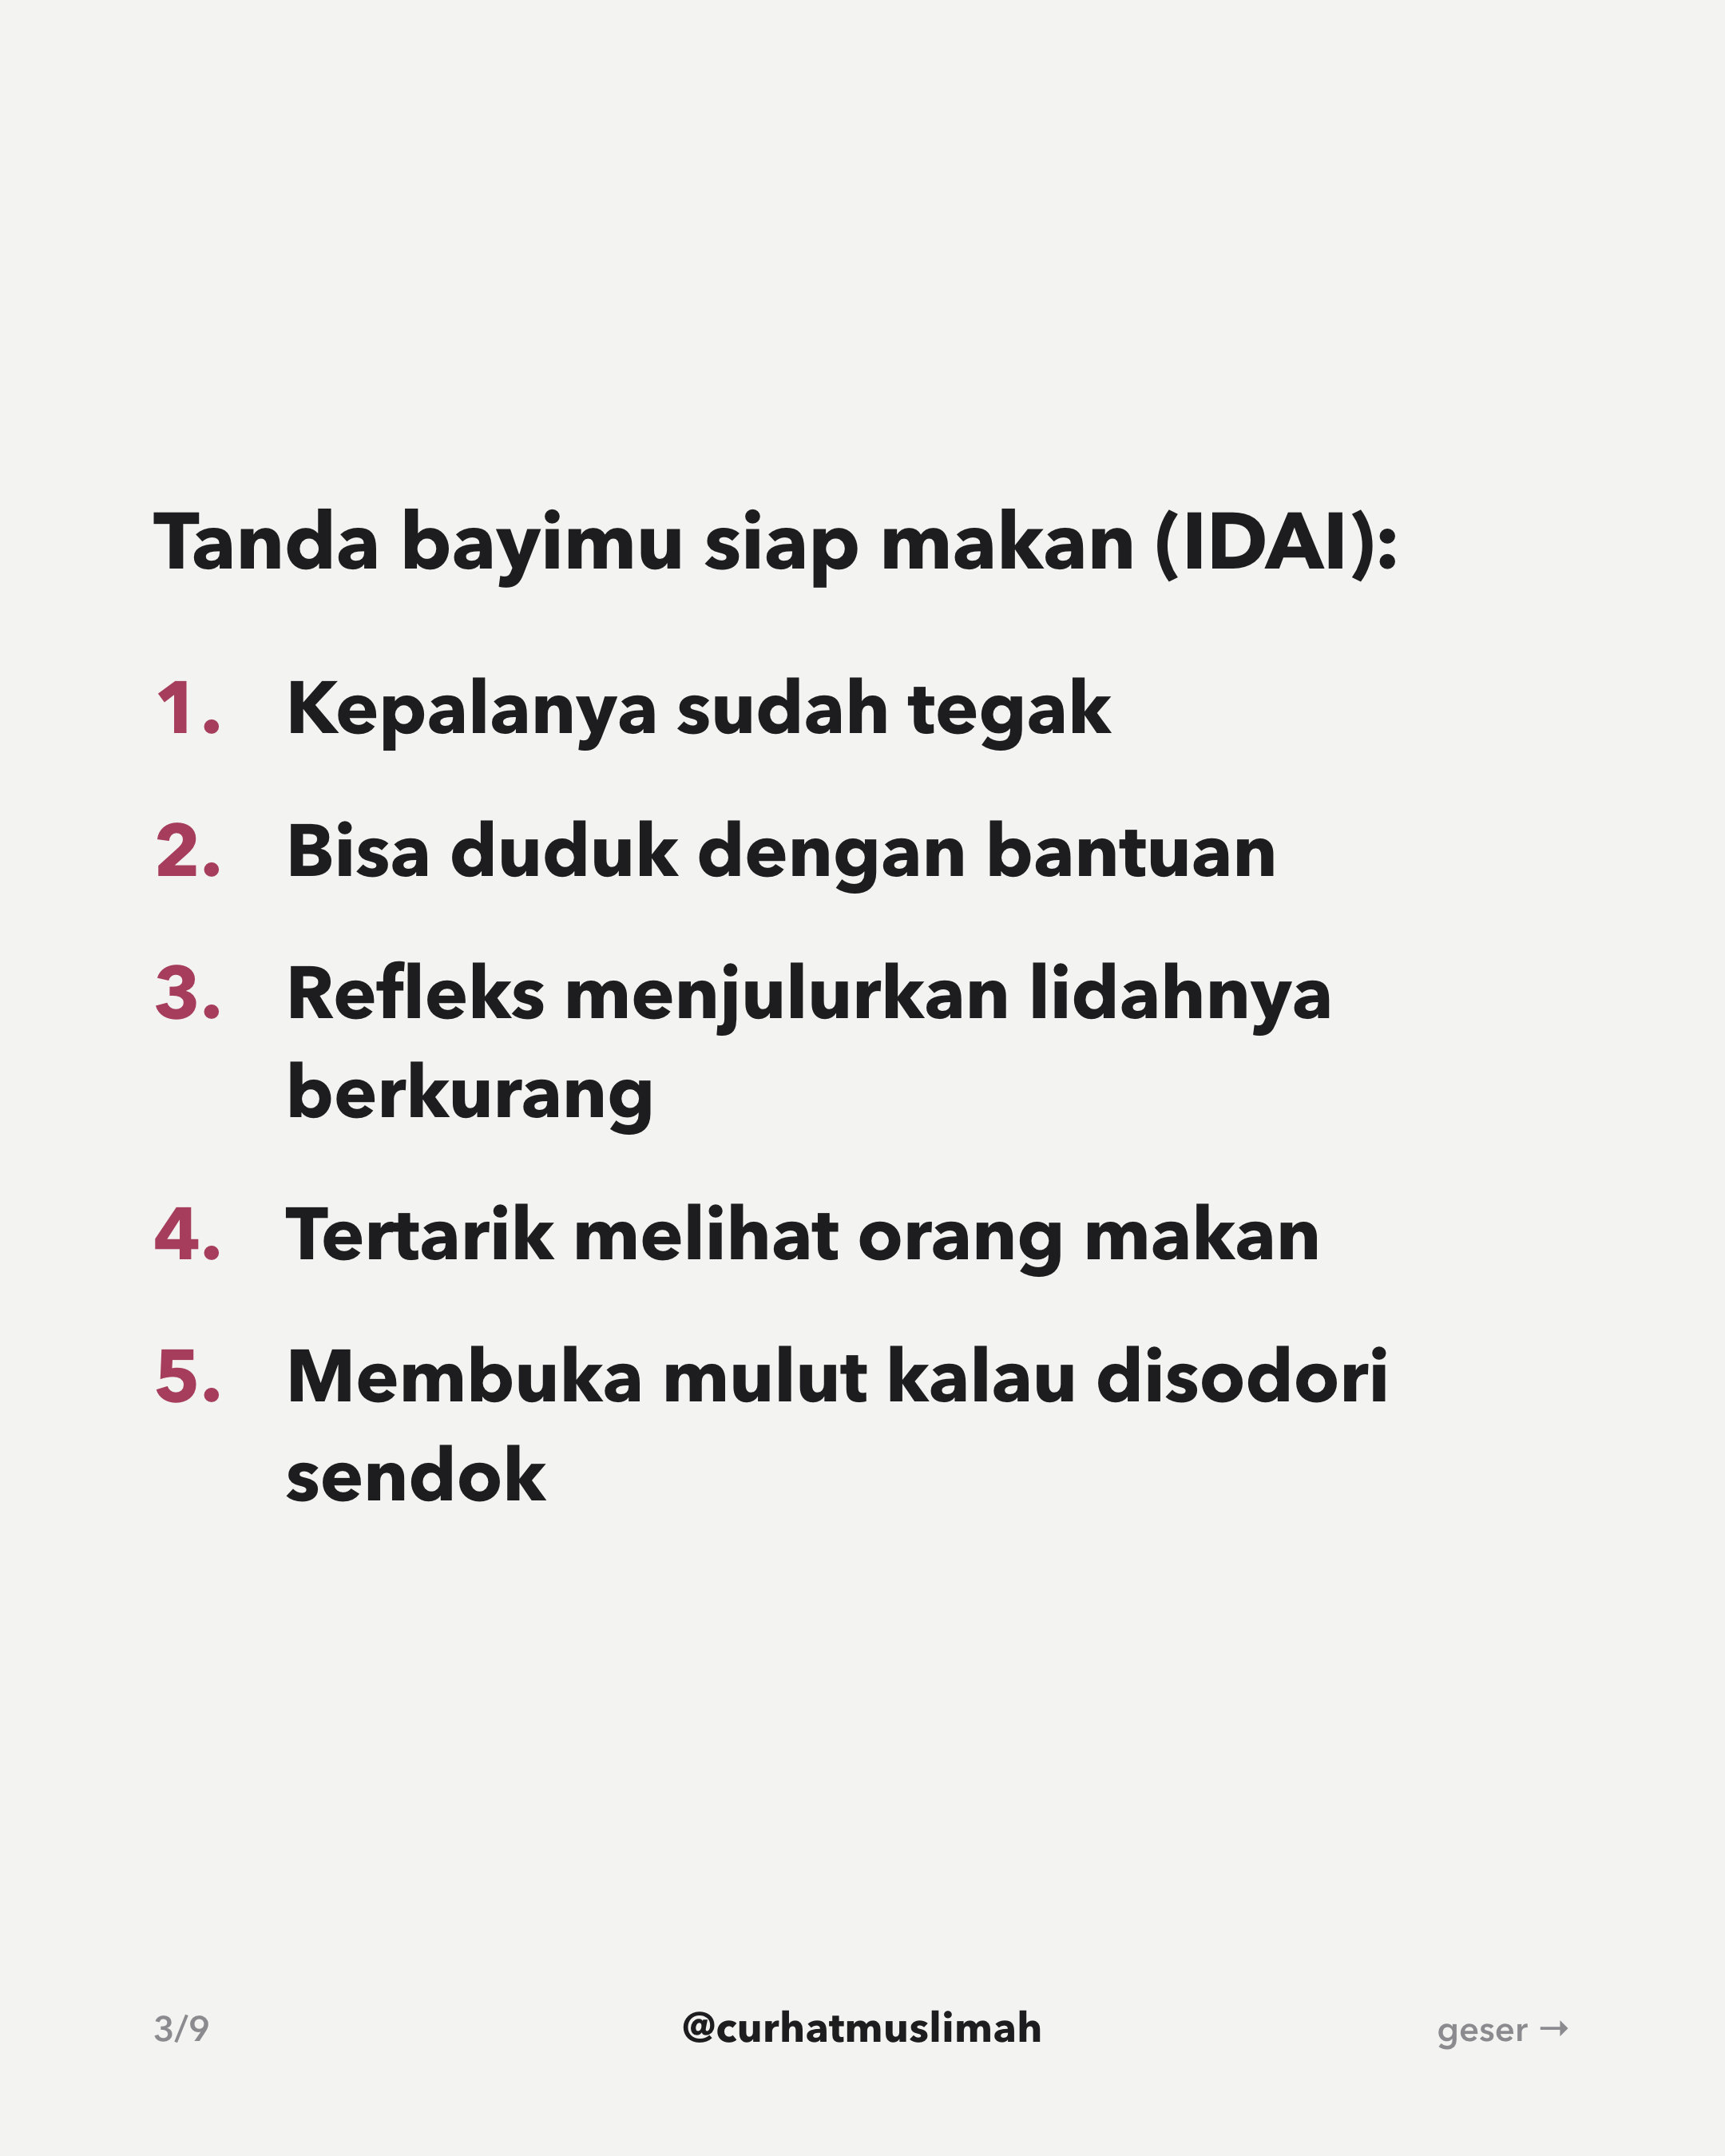 Tanda bayimu siap makan (IDAI):
1. Kepalanya sudah tegak
2. Bisa duduk dengan bantuan
3. Refleks menjulurkan lidahnya
berkurang
4. Tertarik melihat orang makan
5. Membuka mulut kalau disodori
sendok
3/9 @curhatmuslimah geser →